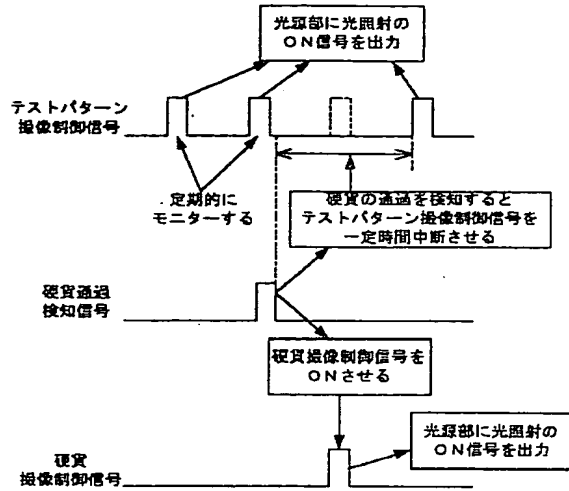 光源部に光照射の
ON信号を出力
テストパターン
撮像制御信号
定期的に
モニターする
硬貨の通過を検知すると
テストパターン撮像制御信号を
一定時間中断させる
硬貨通過
検知信号
硬貨撮像制御信号を
ONさせる
光源部に光照射の
ON信号を出力
硬貨
撮像制御信号